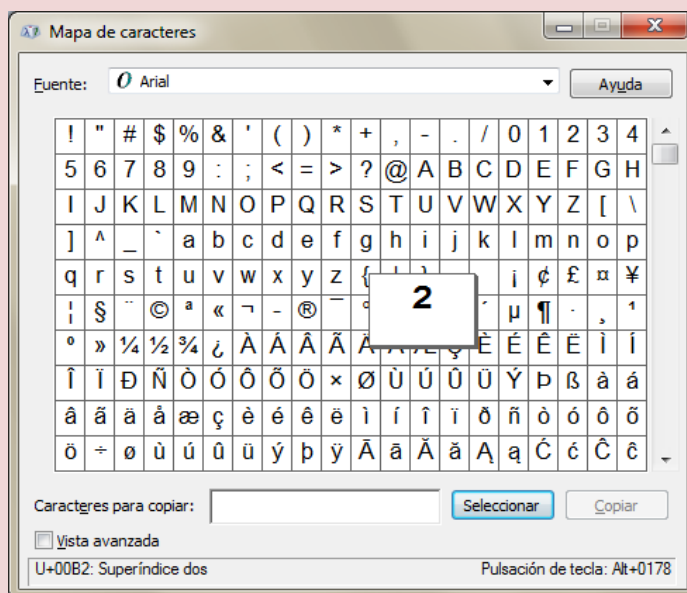 Mapa de caracteres
Fuente: O Arial Ayuda
! " # $ % & ' ( ) * + , - . / 0 1 2 3 4
5 6 7 8 9 : ; < = > ? @ A B C D E F G H
I J K L M N O P Q R S T U V W X Y Z [ \
] ^ _ ` a b c d e f g h i j k l m n o p
q r s t u v w x y z { ¡ ¢ £ ¤ ¥
¦ § ¨ © ª « ¬ - ® ¯ ° 2 ´ µ ¶ · ¸ ¹
º » ¼ ½ ¾ ¿ À Á Â Ã Ä Å Æ Ç È É Ê Ë Ì Í
Î Ï Ð Ñ Ò Ó Ô Õ Ö × Ø Ù Ú Û Ü Ý Þ ß à á
â ã ä å æ ç è é ê ë ì í î ï ð ñ ò ó ô õ
ö ÷ ø ù ú û ü ý þ ÿ Ā ā Ă ă Ą ą Ć ć Ĉ ĉ
Caracteres para copiar: Seleccionar Copiar
Vista avanzada
U+00B2: Superíndice dos Pulsación de tecla: Alt+0178